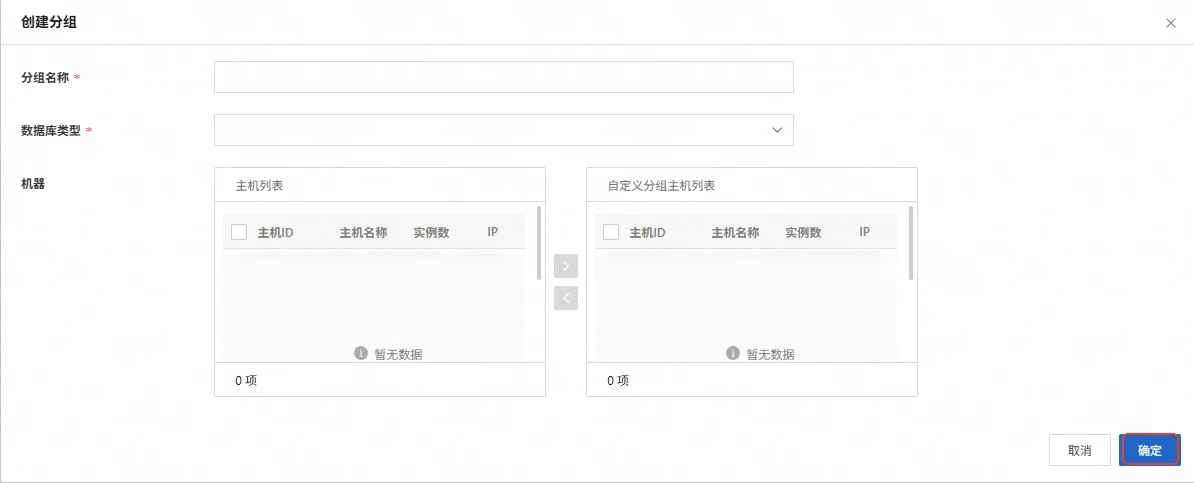 创建分组
分组名称 *
数据库类型 *
机器
主机列表
主机ID 主机名称 实例数 IP
暂无数据
0 项
自定义分组主机列表
主机ID 主机名称 实例数 IP
暂无数据
0 项
取消 确定